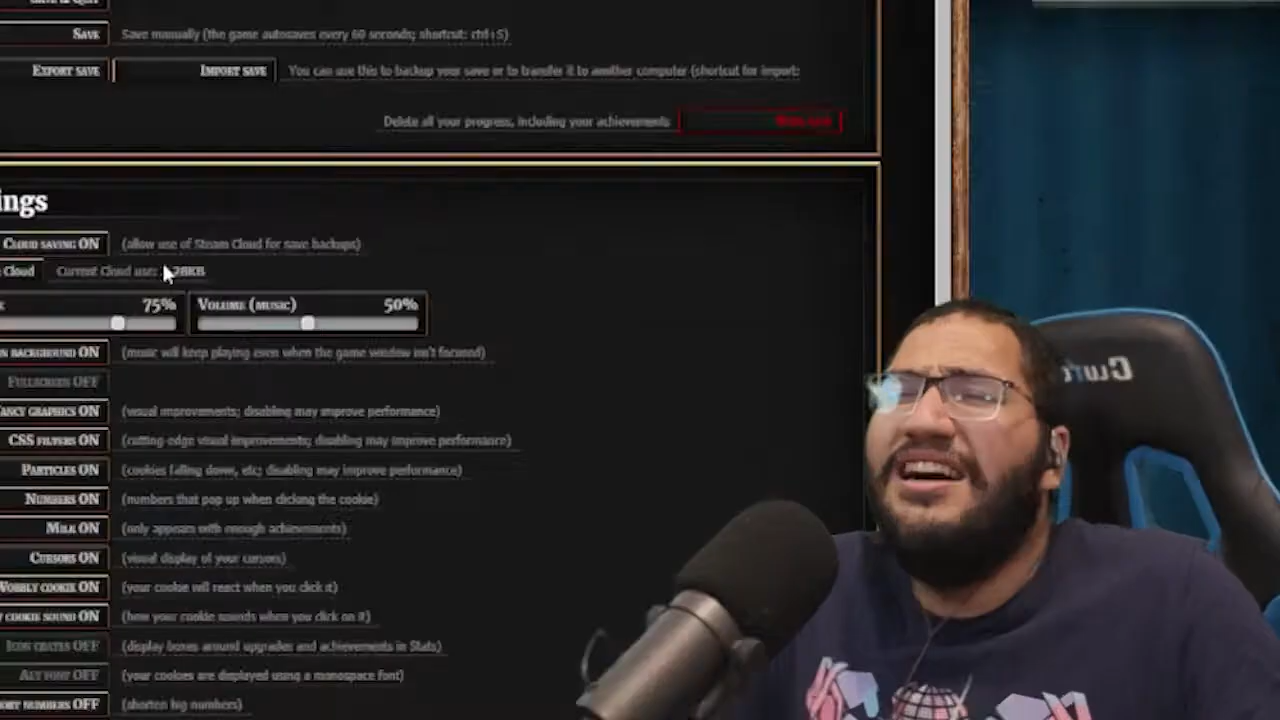 SAVE & QUIT
SAVE Save manually (the game autosaves every 60 seconds; shortcut: ctrl+S)
EXPORT SAVE IMPORT SAVE You can use this to backup your save or to transfer it to another computer (shortcut for import:
Delete all your progress, including your achievements
ings
CLOUD SAVING ON (allow use of Steam Cloud for save backups)
Cloud Current Cloud use: 28KB
75% VOLUME (MUSIC) 50%
BACKGROUND ON (music will keep playing even when the game window isn't focused)
FULLSCREEN OFF
ANCY GRAPHICS ON (visual improvements; disabling may improve performance)
CSS FILTERS ON (cutting-edge visual improvements; disabling may improve performance)
PARTICLES ON (cookies falling down, etc; disabling may improve performance)
NUMBERS ON (numbers that pop up when clicking the cookie)
MILK ON (only appears with enough achievements)
CURSORS ON (visual display of your cursors)
WOBBLY COOKIE ON (your cookie will react when you click it)
COOKIE SOUND ON (how your cookie sounds when you click on it)
ICON CRATES OFF (display boxes around upgrades and achievements in Stats)
ALT FONT OFF (your cookies are displayed using a monospace font)
ORT NUMBERS OFF (shorten big numbers)